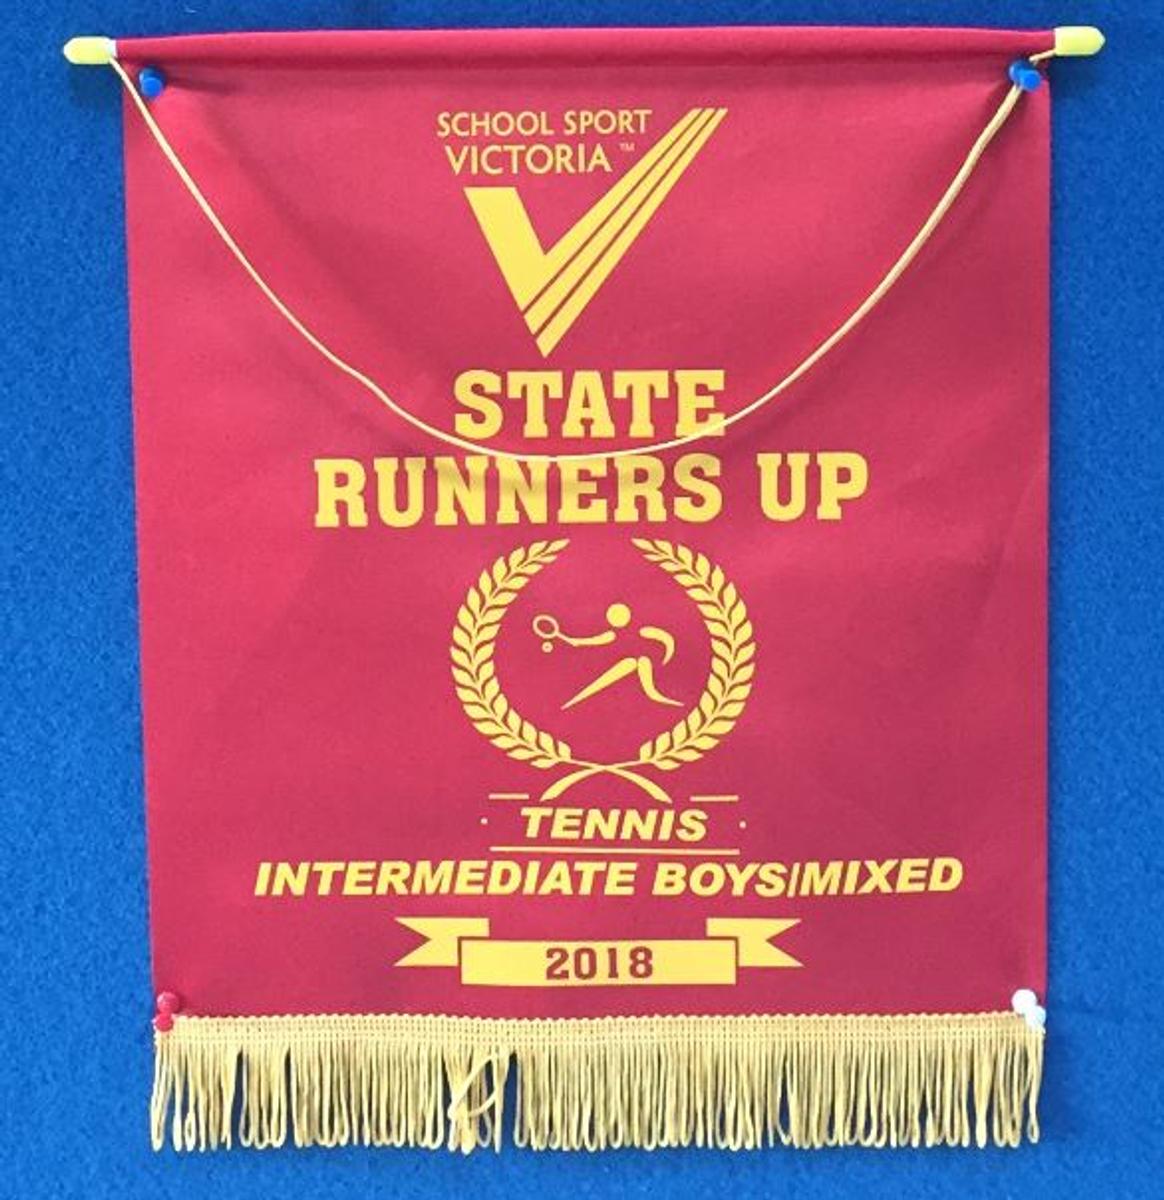 SCHOOL SPORT
VICTORIA™
STATE
RUNNERS UP
· TENNIS ·
INTERMEDIATE BOYS|MIXED
2018